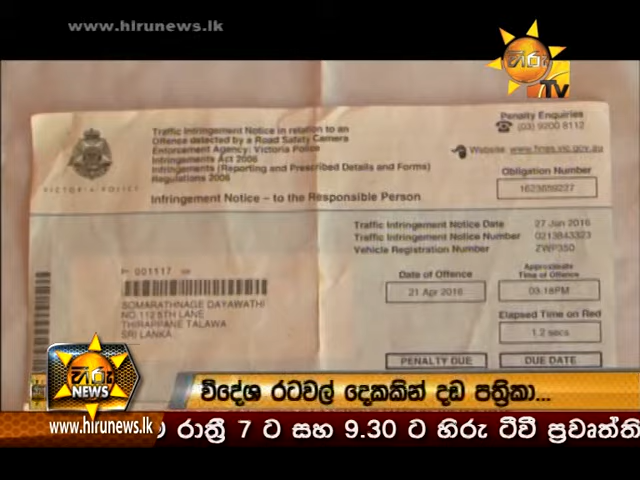 www.hirunews.lk
හිරු
TV
Traffic Infringement Notice in relation to an
Offence detected by a Road Safety Camera
Enforcement Agency: Victoria Police
Infringements Act 2006
Infringements (Reporting and Prescribed Details and Forms)
Regulations 2006
Infringement Notice – to the Responsible Person
VICTORIA POLICE
Penalty Enquiries
(03) 9200 8112
Website www.fines.vic.gov.au
Obligation Number
1623859227
Traffic Infringement Notice Date 27 Jun 2016
Traffic Infringement Notice Number 0213843323
Vehicle Registration Number ZWP350
001117
SOMARATHNAGE DAYAWATHI
NO.112 5TH LANE
THIRAPPANE TALAWA
SRI LANKA
Date of Offence
21 Apr 2016
Approximate
Time of Offence
03.18PM
Elapsed Time on Red
1.2 secs
PENALTY DUE
DUE DATE
හිරු
NEWS
විදේශ රටවල් දෙකකින් දඩ පත්‍රිකා...
www.hirunews.lk
රාත්‍රී 7 ට සහ 9.30 ට හිරු ටීවී ප්‍රවෘත්ති